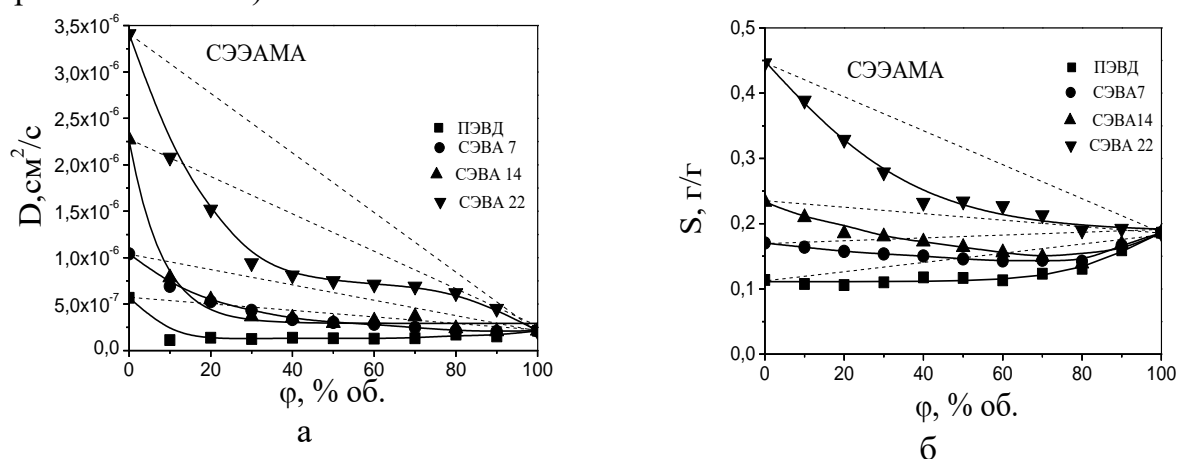 3,5x10⁻⁶
3,0x10⁻⁶
2,5x10⁻⁶
2,0x10⁻⁶
1,5x10⁻⁶
1,0x10⁻⁶
5,0x10⁻⁷
0,0
D,см²/с
СЭЭАМА
ПЭВД
СЭВА 7
СЭВА 14
СЭВА 22
0 20 40 60 80 100
φ, % об.
а
0,5
0,4
0,3
0,2
0,1
0,0
S, г/г
СЭЭАМА
ПЭВД
СЭВА7
СЭВА14
СЭВА 22
0 20 40 60 80 100
φ, % об.
б